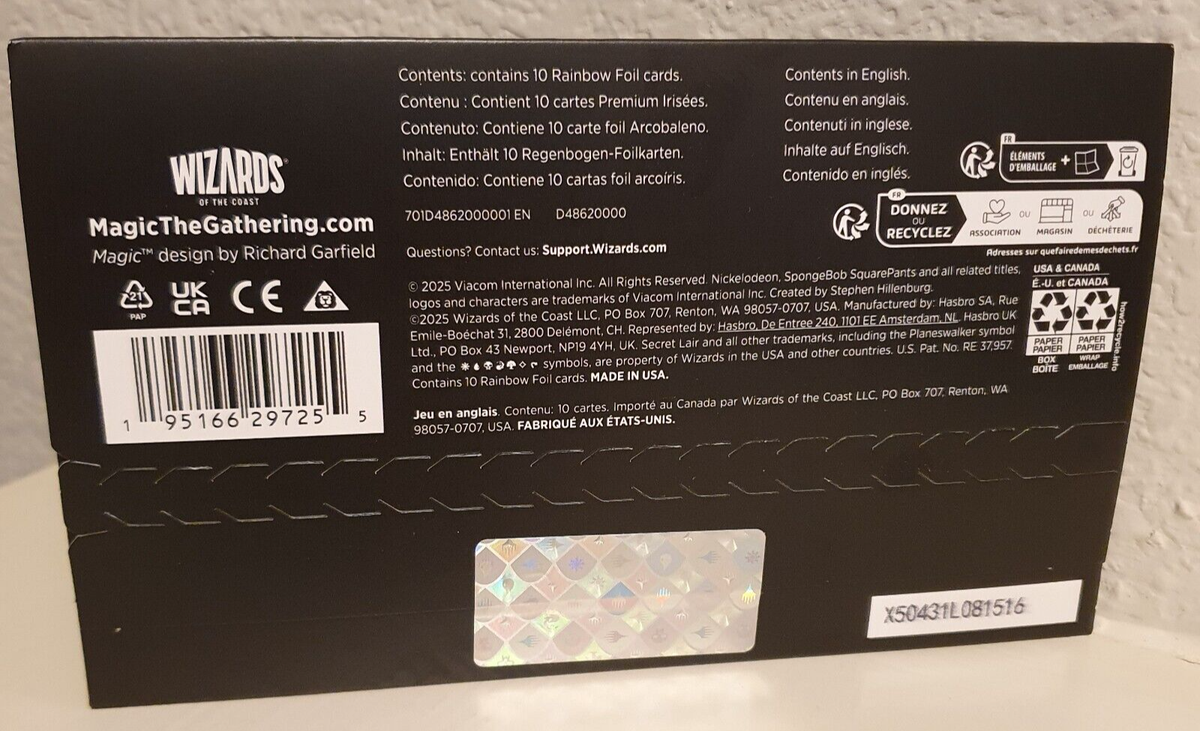 WIZARDS
OF THE COAST
MagicTheGathering.com
Magic™ design by Richard Garfield
21
PAP
UK
CA
CE
1 95166 29725 5
Contents: contains 10 Rainbow Foil cards.
Contenu : Contient 10 cartes Premium Irisées.
Contenuto: Contiene 10 carte foil Arcobaleno.
Inhalt: Enthält 10 Regenbogen-Foilkarten.
Contenido: Contiene 10 cartas foil arcoíris.
Contents in English.
Contenu en anglais.
Contenuti in inglese.
Inhalte auf Englisch.
Contenido en inglés.
701D4862000001 EN D48620000
Questions? Contact us: Support.Wizards.com
FR
ÉLÉMENTS
D'EMBALLAGE +
FR
DONNEZ
OU
RECYCLEZ
ASSOCIATION OU MAGASIN OU DÉCHÈTERIE
Adresses sur quefairedemesdechets.fr
© 2025 Viacom International Inc. All Rights Reserved. Nickelodeon, SpongeBob SquarePants and all related titles,
logos and characters are trademarks of Viacom International Inc. Created by Stephen Hillenburg.
©2025 Wizards of the Coast LLC, PO Box 707, Renton, WA 98057-0707, USA. Manufactured by: Hasbro SA, Rue
Emile-Boéchat 31, 2800 Delémont, CH. Represented by: Hasbro, De Entree 240, 1101 EE Amsterdam, NL. Hasbro UK
Ltd., PO Box 43 Newport, NP19 4YH, UK. Secret Lair and all other trademarks, including the Planeswalker symbol
and the symbols, are property of Wizards in the USA and other countries. U.S. Pat. No. RE 37,957.
Contains 10 Rainbow Foil cards. MADE IN USA.
Jeu en anglais. Contenu: 10 cartes. Importé au Canada par Wizards of the Coast LLC, PO Box 707, Renton, WA
98057-0707, USA. FABRIQUÉ AUX ÉTATS-UNIS.
USA & CANADA
É.-U. et CANADA
PAPER
PAPIER
BOX
BOÎTE
PAPER
PAPIER
WRAP
EMBALLAGE
how2recycle.info
X50431L081516